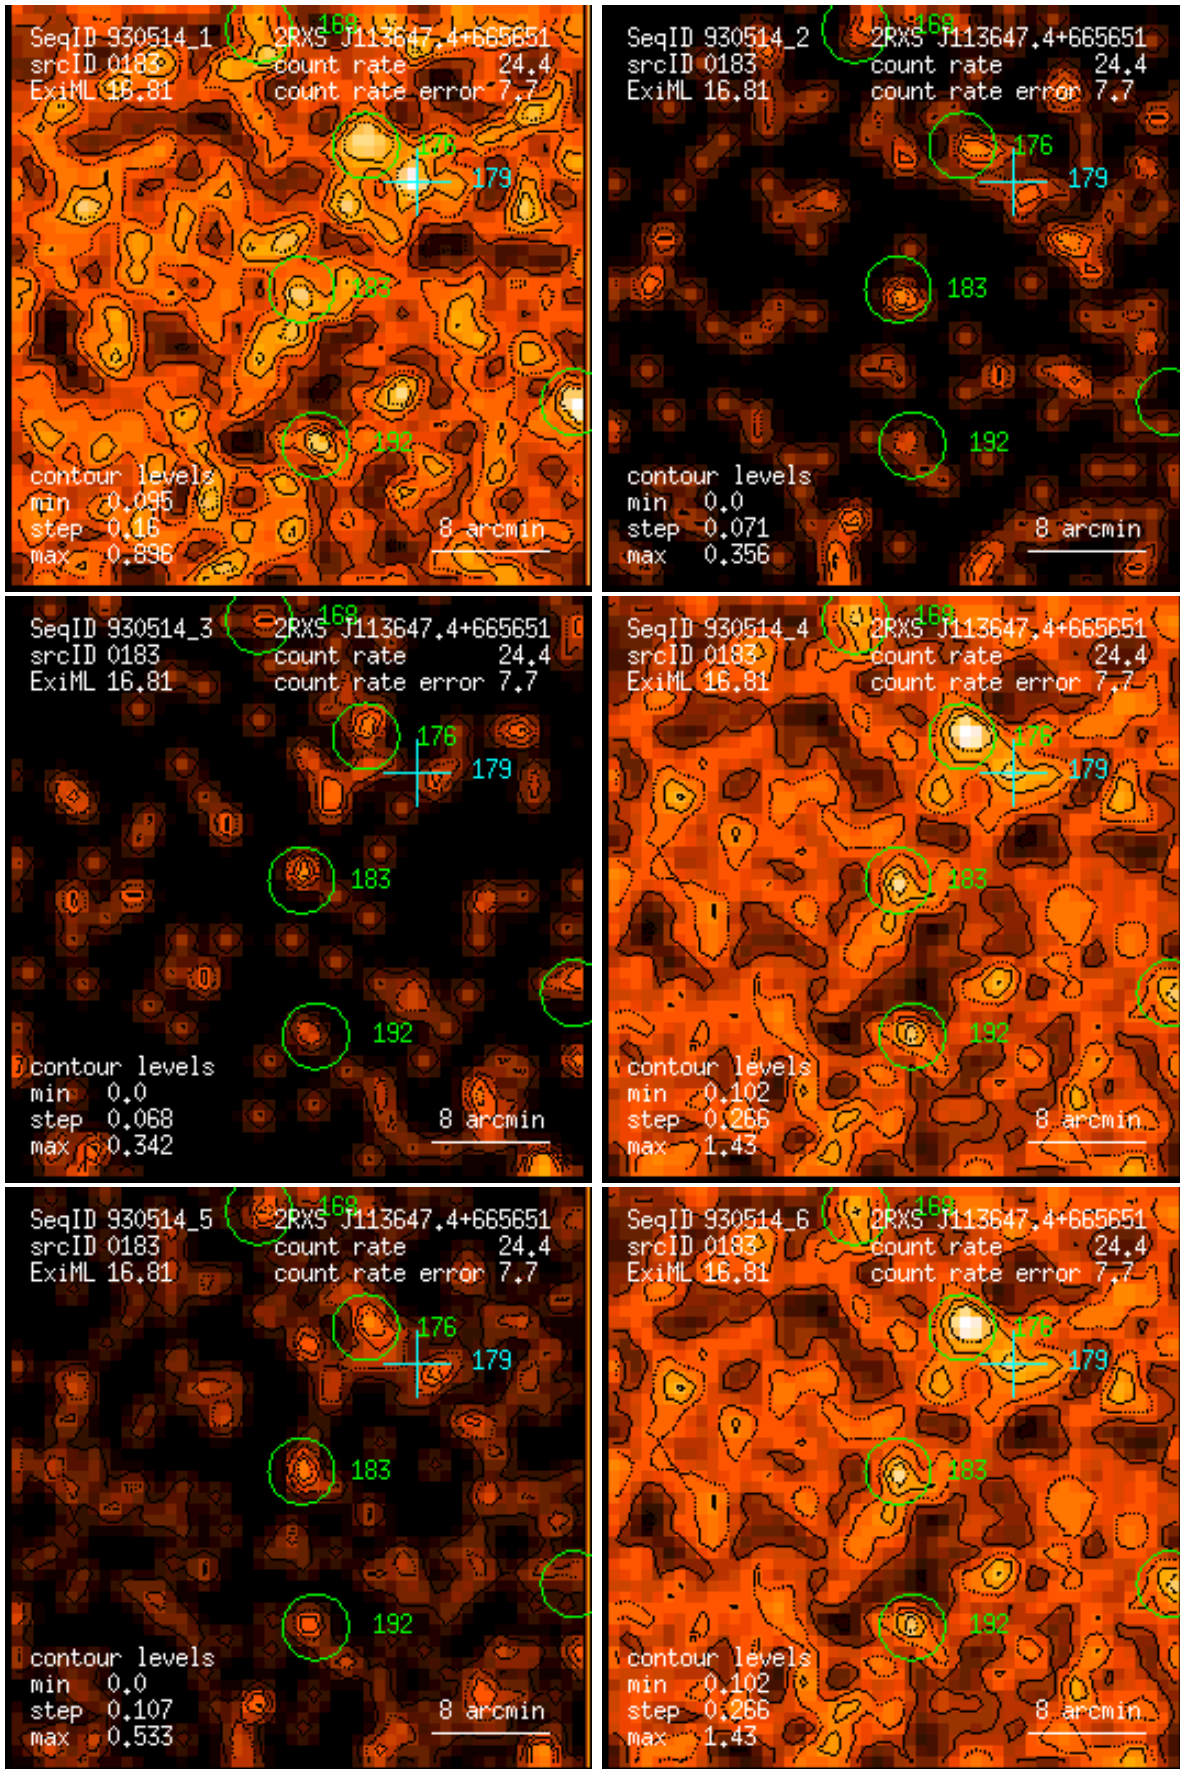 168
SeqID 930514_1 2RXS J113647.4+665651
srcID 0183 count rate 24.4
ExiML 16.81 count rate error 7.7
176
179
183
192
contour levels
min 0.095
step 0.16 8 arcmin
max 0.896
168
SeqID 930514_2 2RXS J113647.4+665651
srcID 0183 count rate 24.4
ExiML 16.81 count rate error 7.7
176
179
183
192
contour levels
min 0.0
step 0.071 8 arcmin
max 0.356
168
SeqID 930514_3 2RXS J113647.4+665651
srcID 0183 count rate 24.4
ExiML 16.81 count rate error 7.7
176
179
183
192
contour levels
min 0.0
step 0.068 8 arcmin
max 0.342
168
SeqID 930514_4 2RXS J113647.4+665651
srcID 0183 count rate 24.4
ExiML 16.81 count rate error 7.7
176
179
183
192
contour levels
min 0.102
step 0.266 8 arcmin
max 1.43
168
SeqID 930514_5 2RXS J113647.4+665651
srcID 0183 count rate 24.4
ExiML 16.81 count rate error 7.7
176
179
183
192
contour levels
min 0.0
step 0.107 8 arcmin
max 0.533
168
SeqID 930514_6 2RXS J113647.4+665651
srcID 0183 count rate 24.4
ExiML 16.81 count rate error 7.7
176
179
183
192
contour levels
min 0.102
step 0.266 8 arcmin
max 1.43